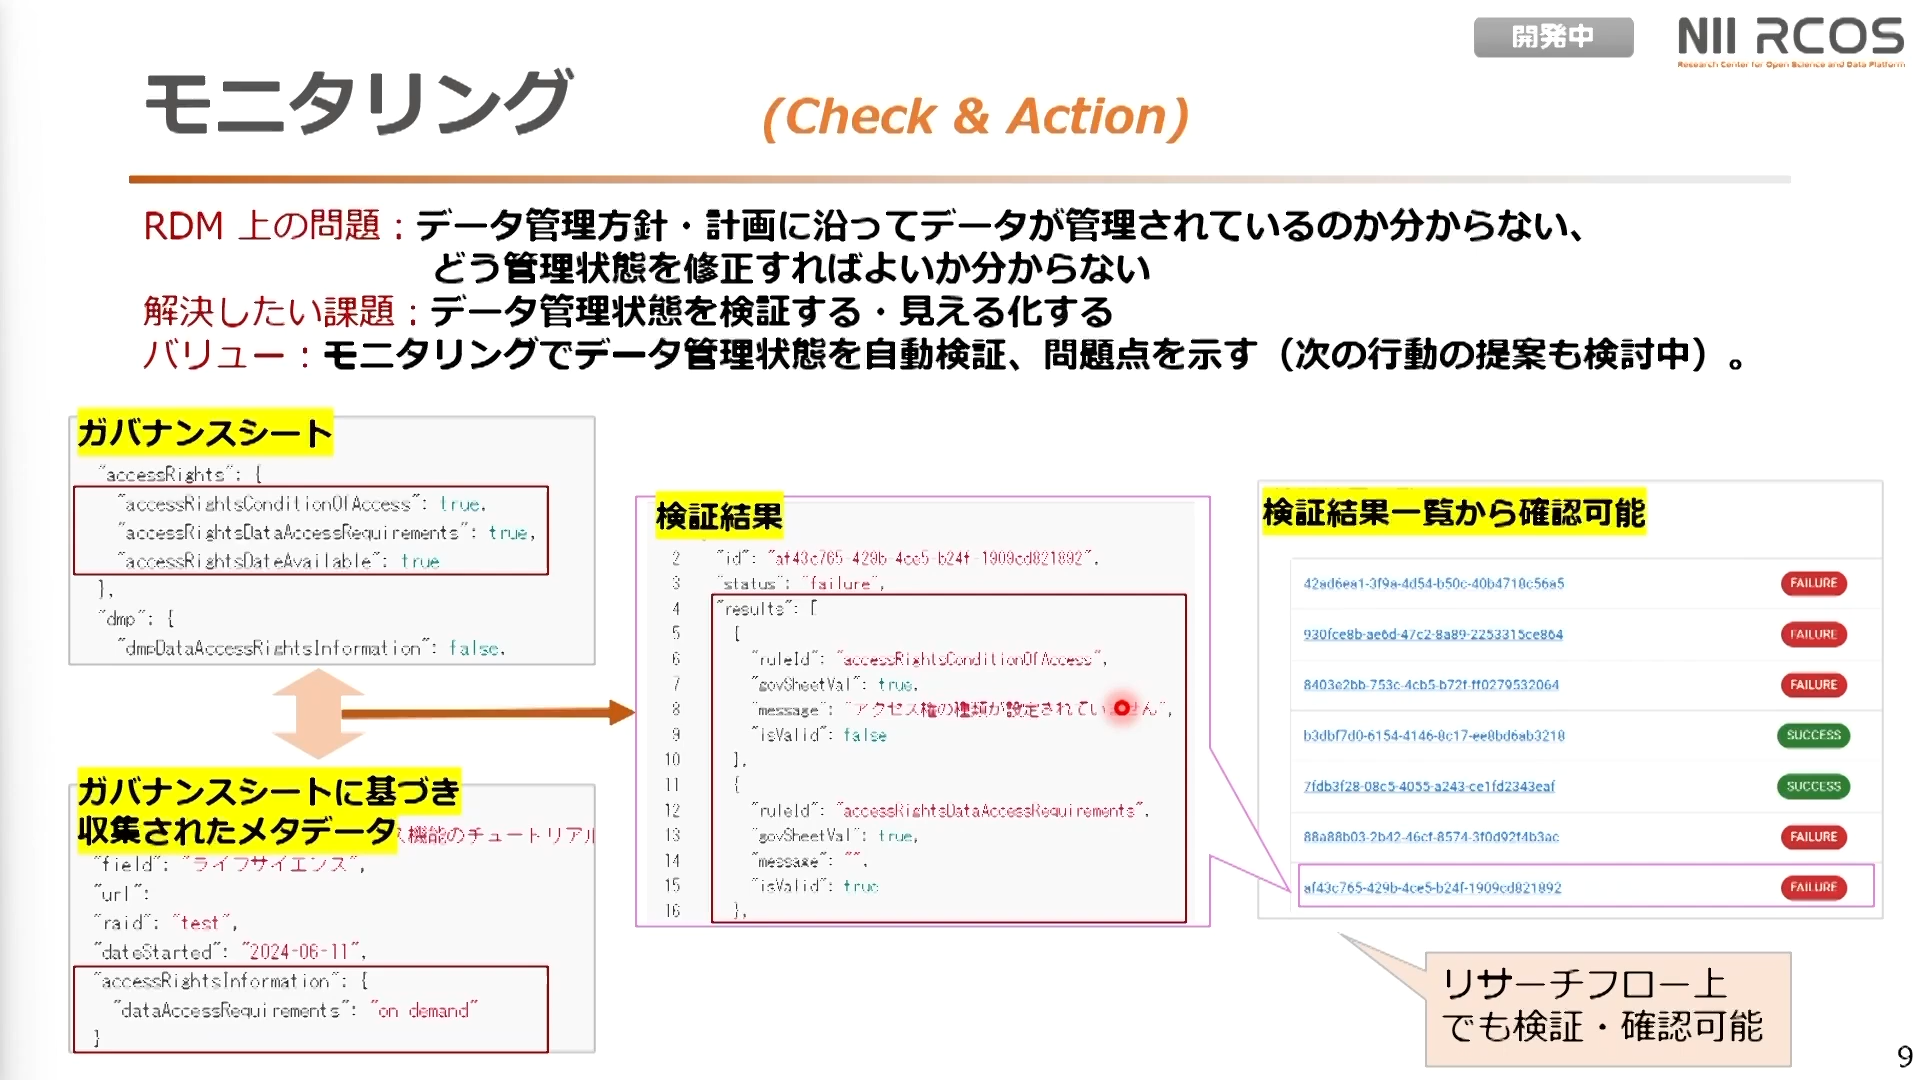 開発中
NII RCOS
Research Center for Open Science and Data Platform
モニタリング
(Check & Action)
RDM 上の問題：データ管理方針・計画に沿ってデータが管理されているのか分からない、
どう管理状態を修正すればよいか分からない
解決したい課題：データ管理状態を検証する・見える化する
バリュー：モニタリングでデータ管理状態を自動検証、問題点を示す（次の行動の提案も検討中）。
ガバナンスシート
"accessRights": {
"accessRightsConditionOfAccess": true,
"accessRightsDataAccessRequirements": true,
"accessRightsDateAvailable": true
},
"dmp": {
"dmpDataAccessRightsInformation": false,
ガバナンスシートに基づき
収集されたメタデータ
機能のチュートリアル
"field": "ライフサイエンス",
"url":
"raid": "test",
"dateStarted": "2024-06-11",
"accessRightsInformation": {
"dataAccessRequirements": "on demand"
}
検証結果
2 "id": "af43c765-429b-4ce5-b24f-1909cd821892",
3 "status": "failure",
4 "results": [
5 {
6 "ruleId": "accessRightsConditionOfAccess",
7 "govSheetVal": true,
8 "message": "アクセス権の種類が設定されていません",
9 "isValid": false
10 },
11 {
12 "ruleId": "accessRightsDataAccessRequirements",
13 "govSheetVal": true,
14 "message": "",
15 "isValid": true
16 },
検証結果一覧から確認可能
42ad6ea1-3f9a-4d54-b50c-40b4718c56a5 FAILURE
930fce8b-ae6d-47c2-8a89-2253315ce864 FAILURE
8403e2bb-753c-4cb5-b72f-ff0279532064 FAILURE
b3dbf7d0-6154-4146-8c17-ee8bd6ab3218 SUCCESS
7fdb3f28-08c5-4055-a243-ce1fd2343eaf SUCCESS
88a88b03-2b42-46cf-8574-3f0d92f4b3ac FAILURE
af43c765-429b-4ce5-b24f-1909cd821892 FAILURE
リサーチフロー上
でも検証・確認可能
9